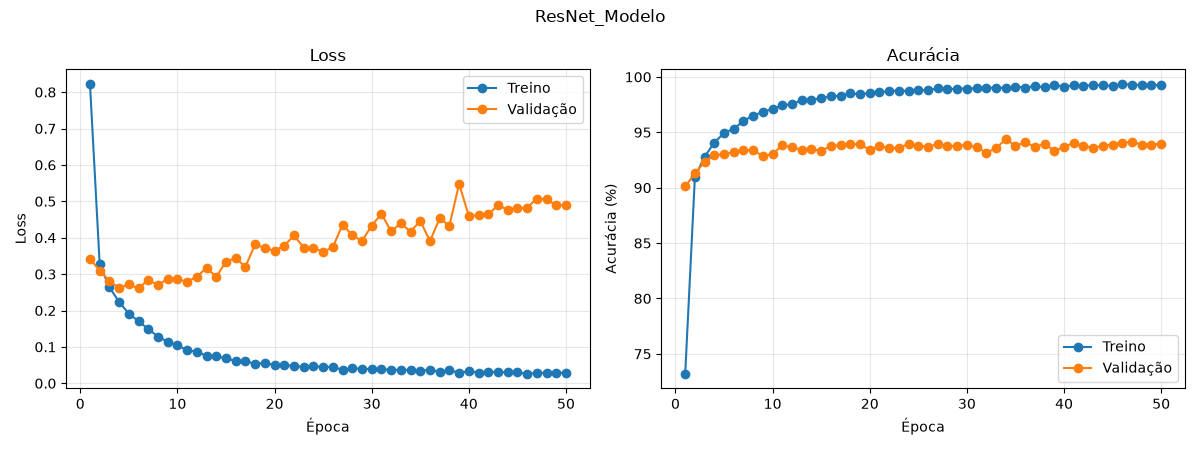 ResNet_Modelo
Loss
Treino
Validação
0.8
0.7
0.6
0.5
0.4
0.3
0.2
0.1
0.0
Loss
0 10 20 30 40 50
Época
Acurácia
100
95
90
85
80
75
Acurácia (%)
Treino
Validação
0 10 20 30 40 50
Época